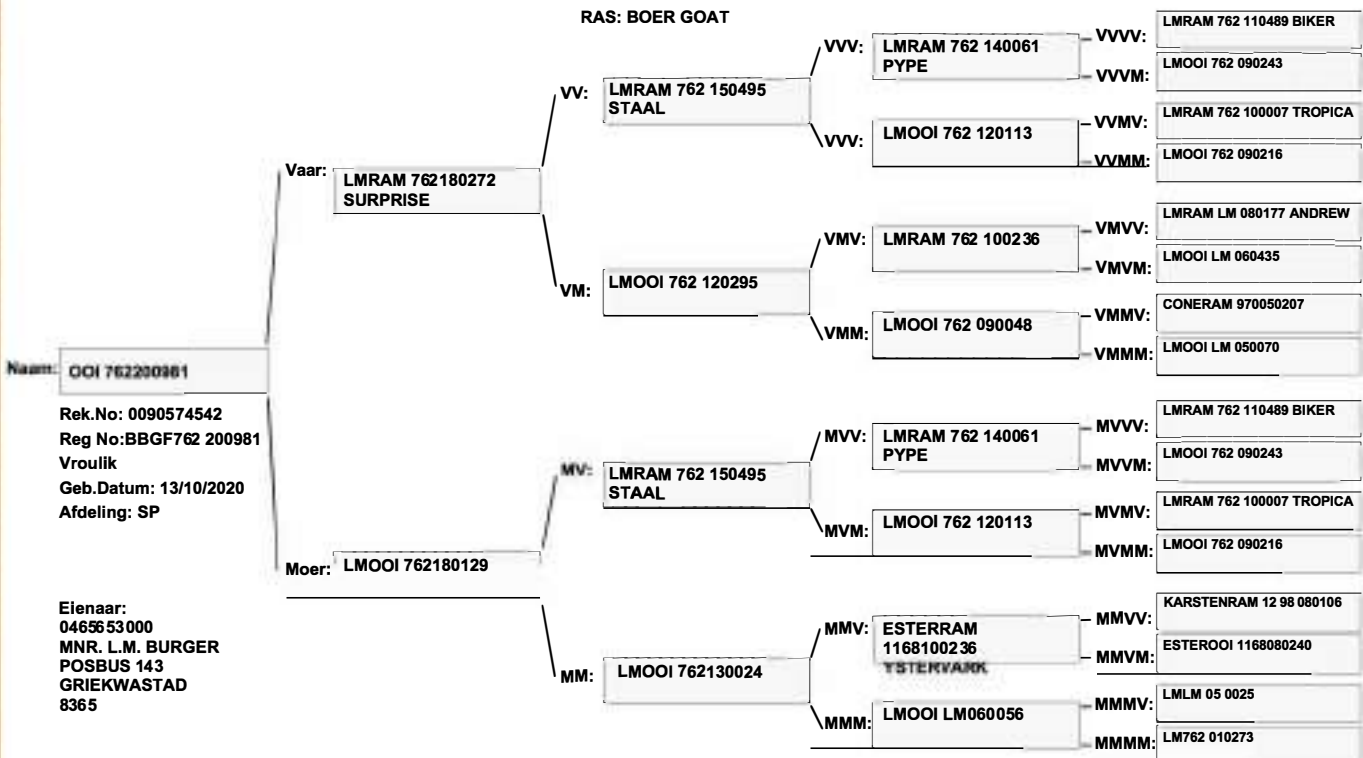 RAS: BOER GOAT
Naam: OOI 762200981
Rek.No: 0090574542
Reg No:BBGF762 200981
Vroulik
Geb.Datum: 13/10/2020
Afdeling: SP
Eienaar:
0465653000
MNR. L.M. BURGER
POSBUS 143
GRIEKWASTAD
8365
Vaar: LMRAM 762180272
SURPRISE
Moer: LMOOI 762180129
VV: LMRAM 762 150495
STAAL
VM: LMOOI 762 120295
MV: LMRAM 762 150495
STAAL
MM: LMOOI 762130024
VVV: LMRAM 762 140061
PYPE
VVV: LMOOI 762 120113
VMV: LMRAM 762 100236
VMM: LMOOI 762 090048
MVV: LMRAM 762 140061
PYPE
MVM: LMOOI 762 120113
MMV: ESTERRAM
1168100236
YSTERVARK
MMM: LMOOI LM060056
VVVV: LMRAM 762 110489 BIKER
VVVM: LMOOI 762 090243
VVMV: LMRAM 762 100007 TROPICA
VVMM: LMOOI 762 090216
VMVV: LMRAM LM 080177 ANDREW
VMVM: LMOOI LM 060435
VMMV: CONERAM 970050207
VMMM: LMOOI LM 050070
MVVV: LMRAM 762 110489 BIKER
MVVM: LMOOI 762 090243
MVMV: LMRAM 762 100007 TROPICA
MVMM: LMOOI 762 090216
MMVV: KARSTENRAM 12 98 080106
MMVM: ESTEROOI 1168080240
MMMV: LMLM 05 0025
MMMM: LM762 010273